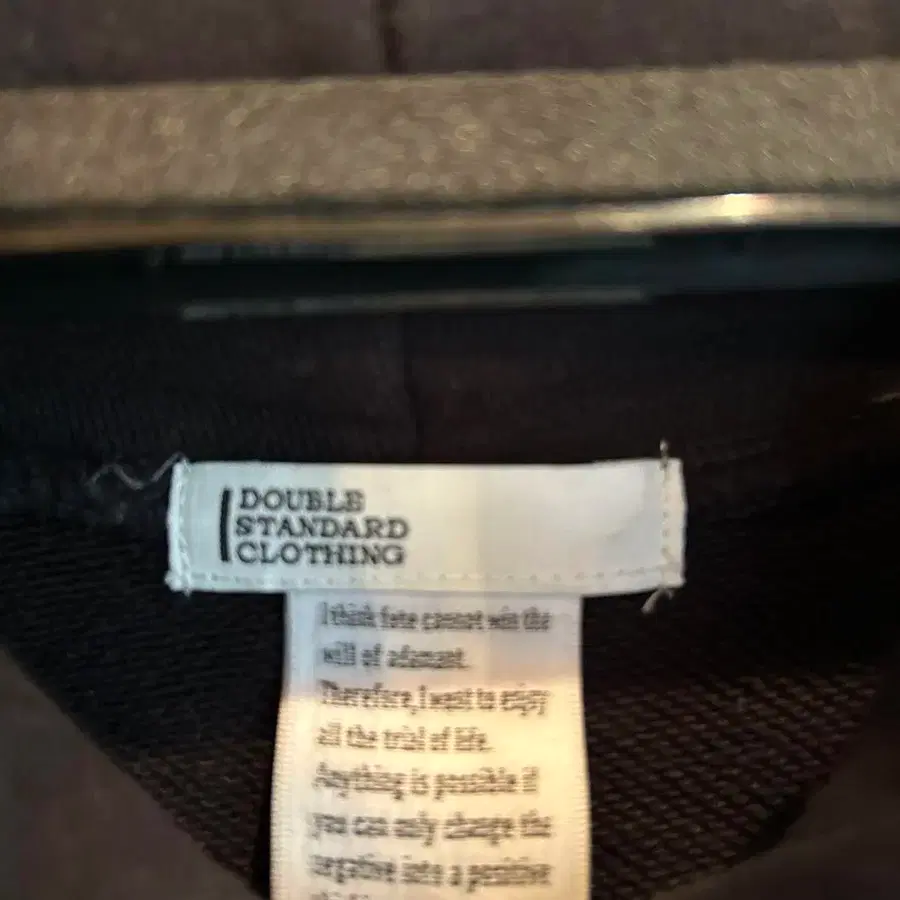 DOUBLE
STANDARD
CLOTHING
I think fate cannot win the
will of adamant.
Therefore, I want to enjoy
all the trial of life.
Anything is possible if
you can only change the
negative into a positive